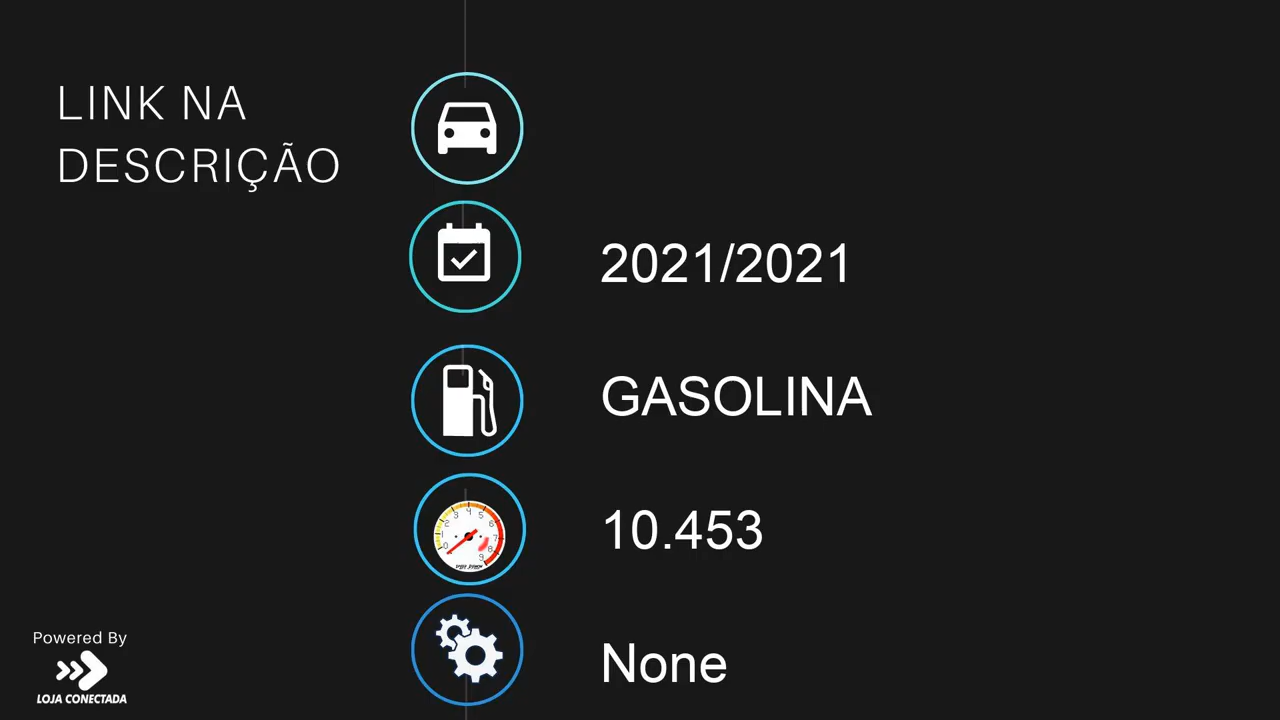 LINK NA
DESCRIÇÃO
2021/2021
GASOLINA
10.453
None
Powered By
LOJA CONECTADA